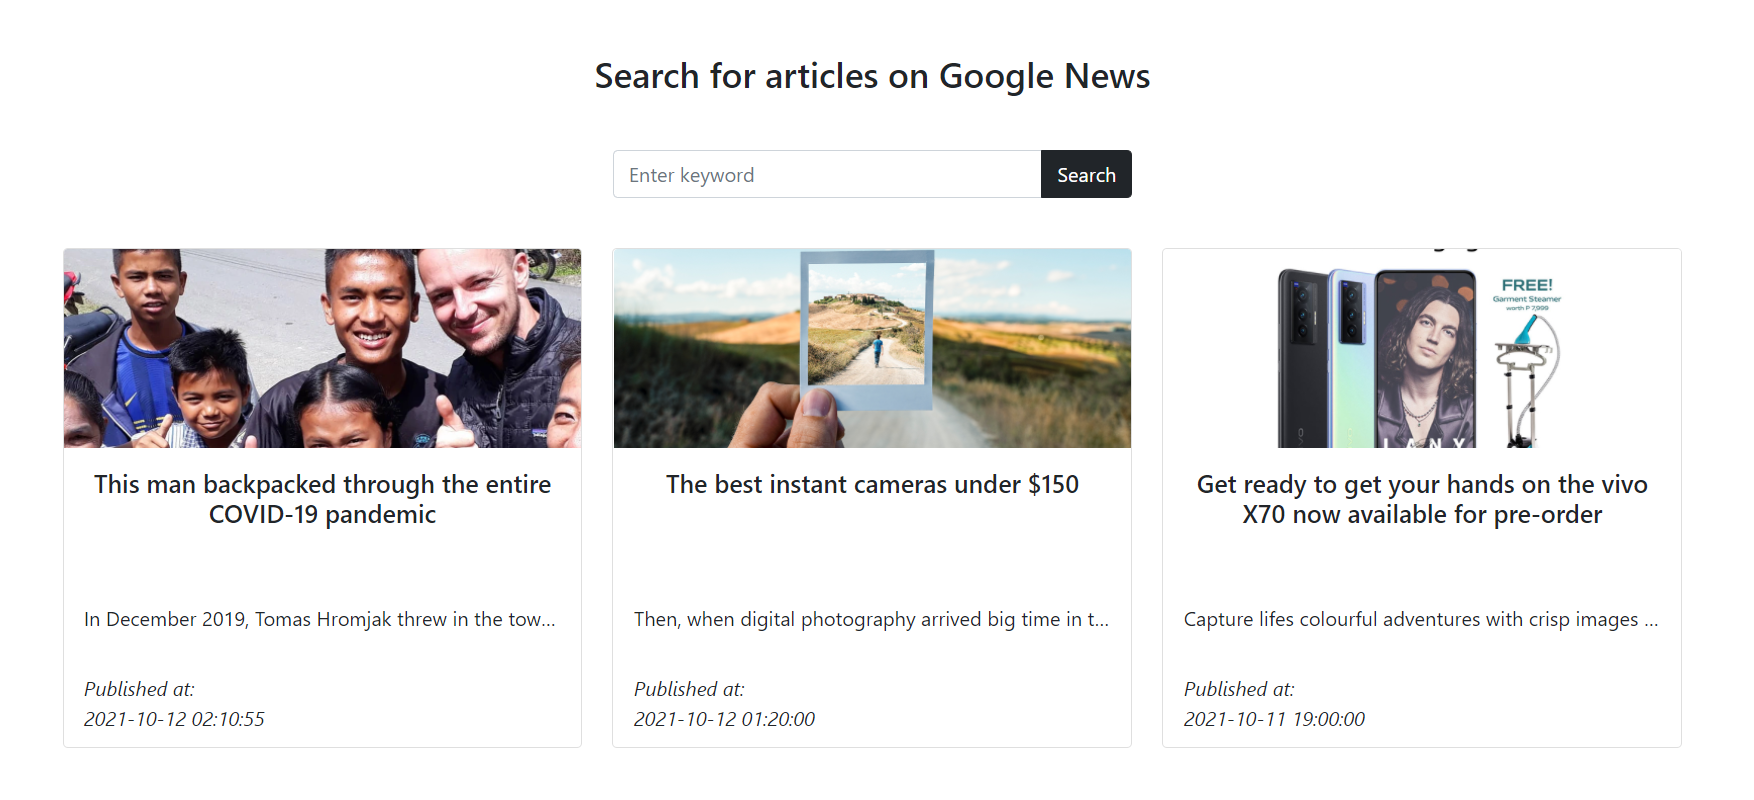 Search for articles on Google News
Enter keyword
Search
FREE!
Garment Steamer
worth P 7,999
LANY
This man backpacked through the entire
COVID-19 pandemic
In December 2019, Tomas Hromjak threw in the tow...
Published at:
2021-10-12 02:10:55
The best instant cameras under $150
Then, when digital photography arrived big time in t...
Published at:
2021-10-12 01:20:00
Get ready to get your hands on the vivo
X70 now available for pre-order
Capture lifes colourful adventures with crisp images ...
Published at:
2021-10-11 19:00:00